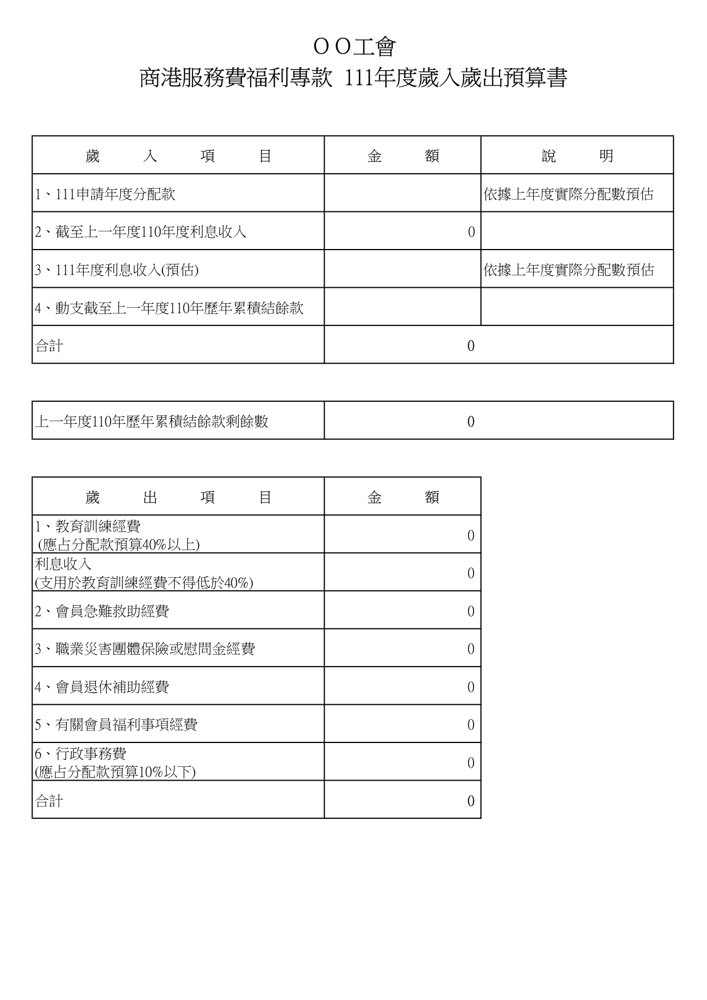 ＯＯ工會
商港服務費福利專款 111年度歲入歲出預算書
歲 入 項 目 金 額 說 明
1、111申請年度分配款 依據上年度實際分配數預估
2、截至上一年度110年度利息收入 0
3、111年度利息收入(預估) 依據上年度實際分配數預估
4、動支截至上一年度110年歷年累積結餘款
合計 0
上一年度110年歷年累積結餘款剩餘數 0
歲 出 項 目 金 額
1、教育訓練經費
(應占分配款預算40%以上) 0
利息收入
(支用於教育訓練經費不得低於40%) 0
2、會員急難救助經費 0
3、職業災害團體保險或慰問金經費 0
4、會員退休補助經費 0
5、有關會員福利事項經費 0
6、行政事務費
(應占分配款預算10%以下) 0
合計 0